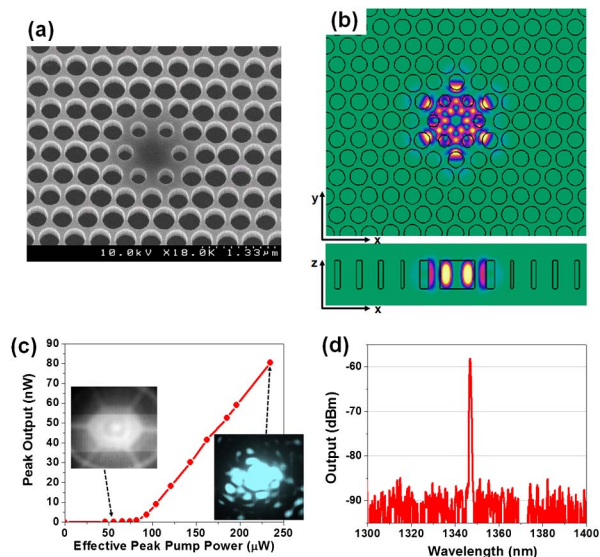 (a)
10.0kV X18.0K 1.33μm
(b)
y
x
z
x
(c)
Peak Output (nW)
90
80
70
60
50
40
30
20
10
0
0 50 100 150 200 250
Effective Peak Pump Power (μW)
(d)
Output (dBm)
-60
-70
-80
-90
1300 1320 1340 1360 1380 1400
Wavelength (nm)